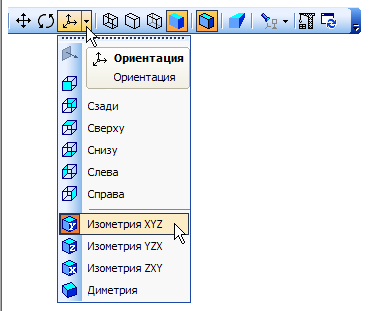 Ориентация
Ориентация
Сзади
Сверху
Снизу
Слева
Справа
Изометрия XYZ
Изометрия YZX
Изометрия ZXY
Диметрия